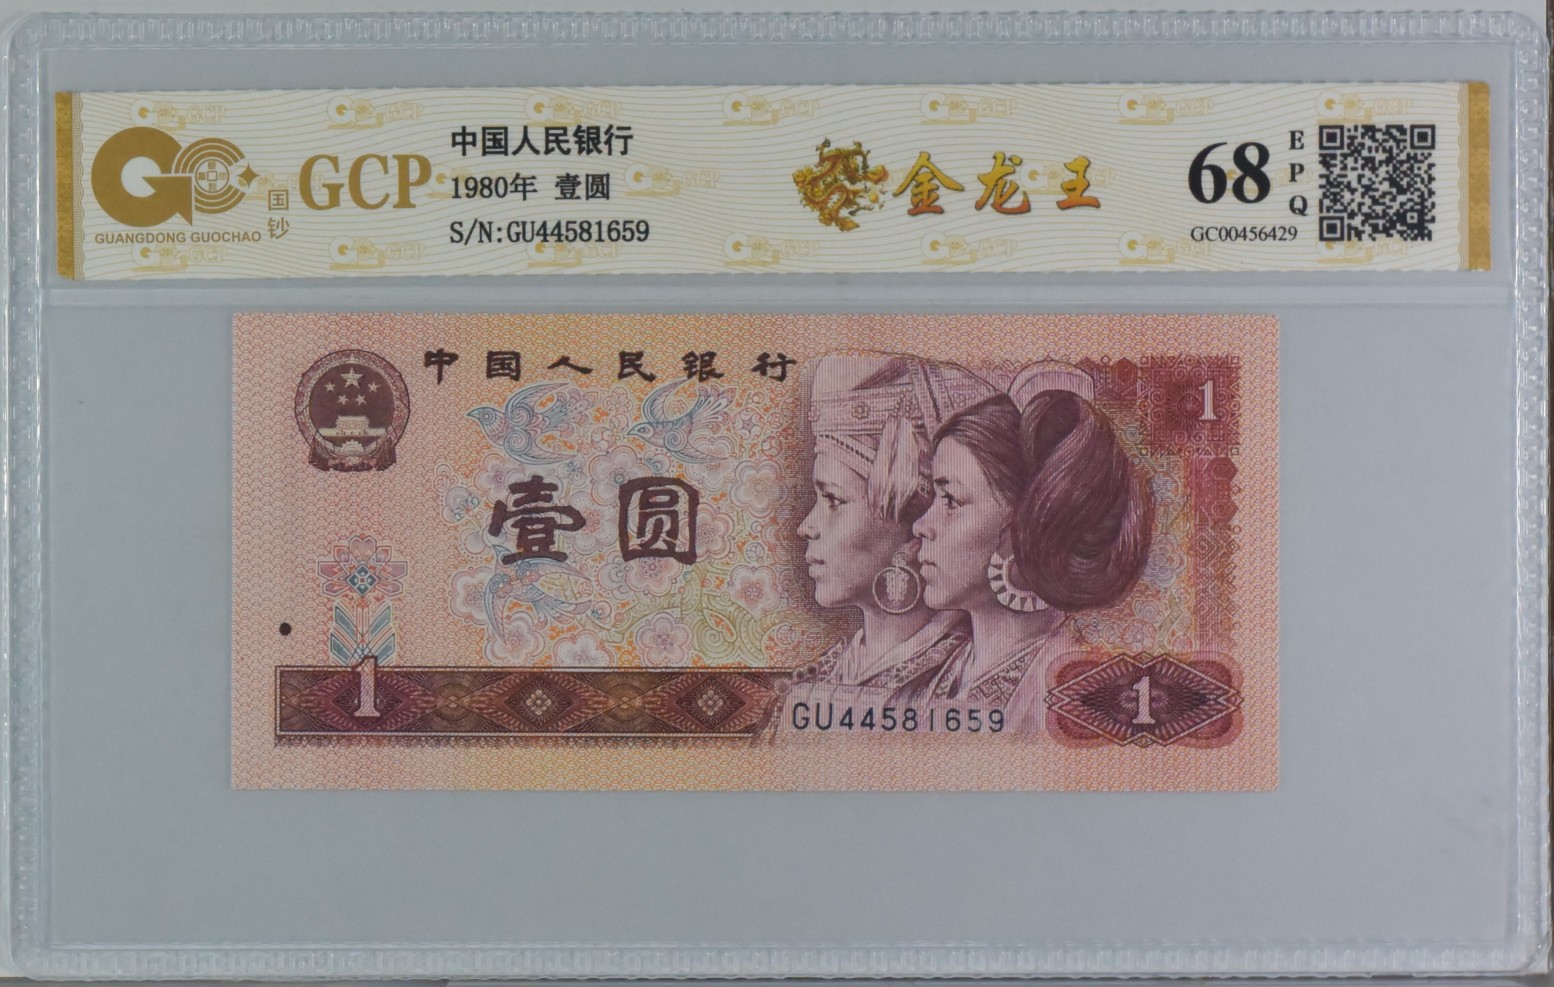 GUANGDONG GUOCHAO
国钞
GCP
中国人民银行
1980年 壹圆
S/N:GU44581659
金龙王
68
EPQ
GC00456429
中国人民银行
1
壹圆
1
GU44581659
1